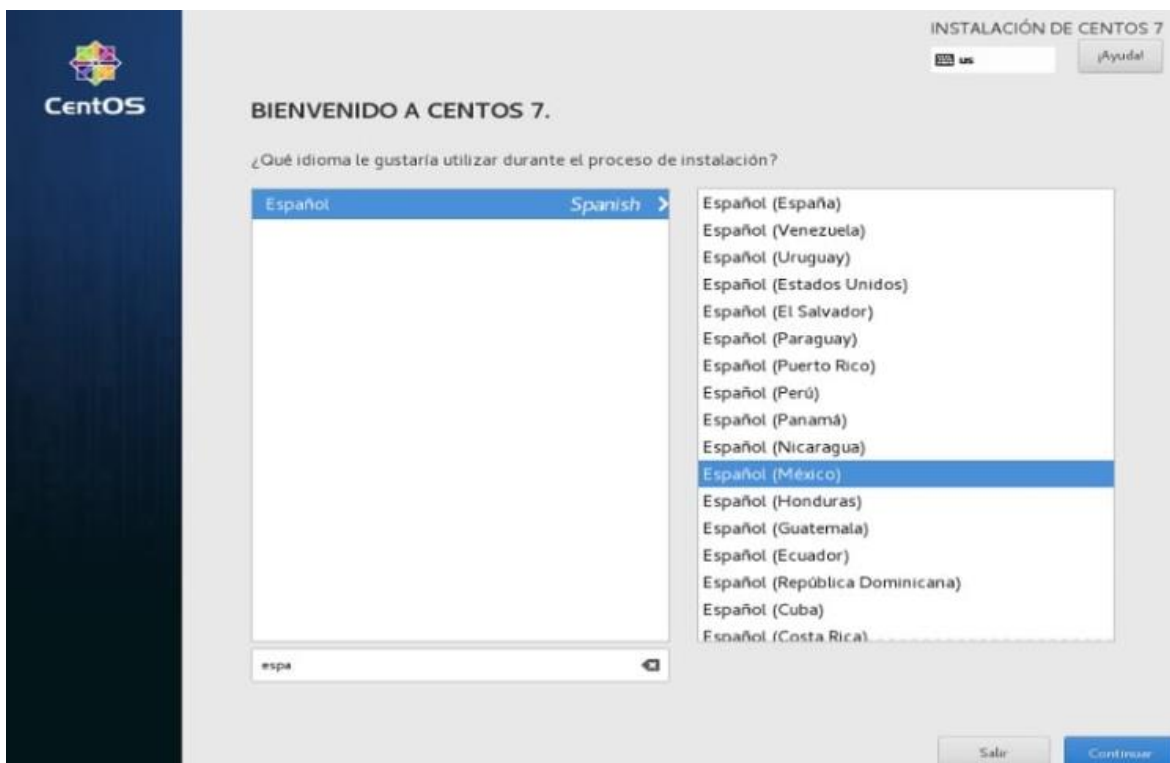 CentOS
INSTALACIÓN DE CENTOS 7
us
¡Ayuda!
BIENVENIDO A CENTOS 7.
¿Qué idioma le gustaría utilizar durante el proceso de instalación?
Español Spanish
Español (España)
Español (Venezuela)
Español (Uruguay)
Español (Estados Unidos)
Español (El Salvador)
Español (Paraguay)
Español (Puerto Rico)
Español (Perú)
Español (Panamá)
Español (Nicaragua)
Español (México)
Español (Honduras)
Español (Guatemala)
Español (Ecuador)
Español (República Dominicana)
Español (Cuba)
Español (Costa Rica)
espa
Salir
Continuar